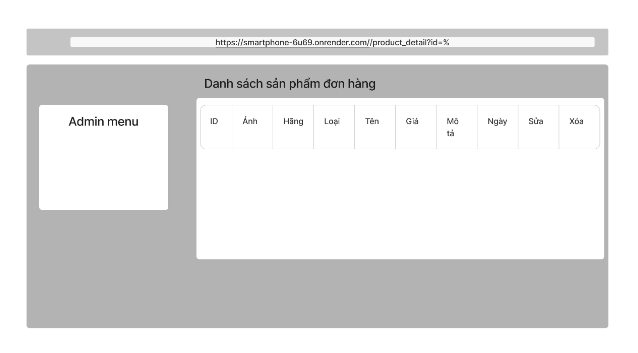 https://smartphone-6u69.onrender.com//product_detail?id=%
Danh sách sản phẩm đơn hàng
Admin menu
ID Ảnh Hãng Loại Tên Giá Mô tả Ngày Sửa Xóa